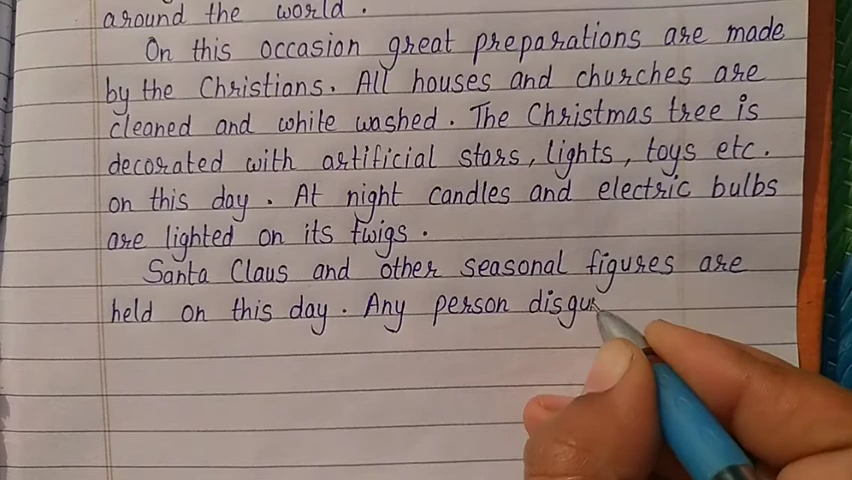 around the world.
On this occasion great preparations are made
by the Christians. All houses and churches are
cleaned and white washed. The Christmas tree is
decorated with artificial stars, lights, toys etc.
on this day. At night candles and electric bulbs
are lighted on its twigs.
Santa Claus and other seasonal figures are
held on this day. Any person disgu